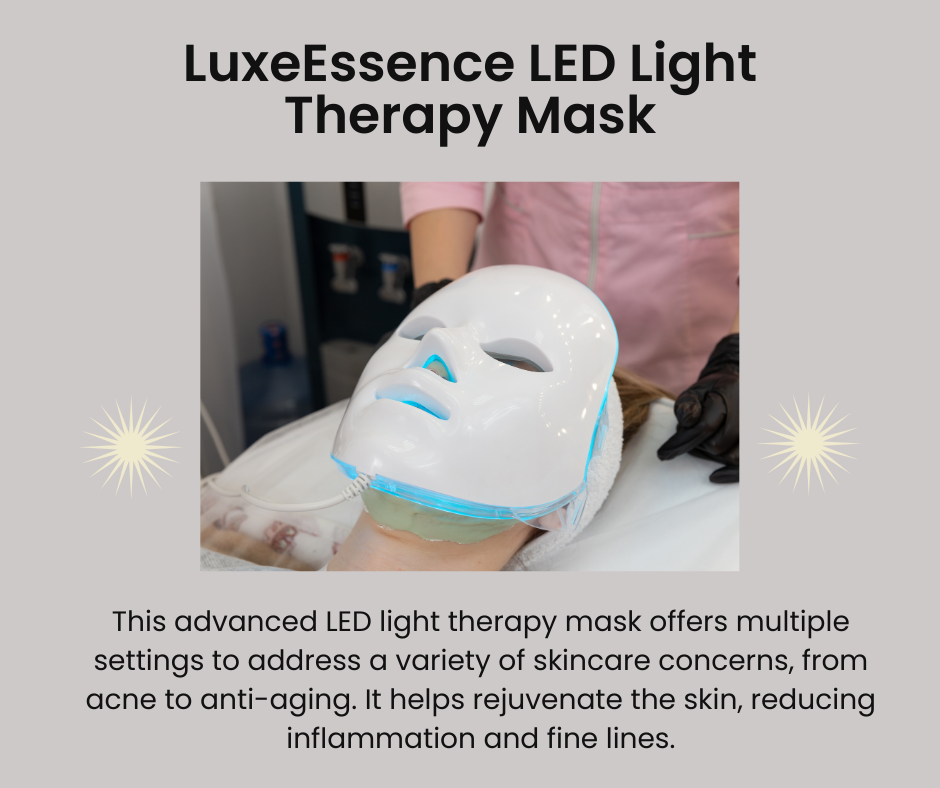 LuxeEssence LED Light
Therapy Mask
This advanced LED light therapy mask offers multiple
settings to address a variety of skincare concerns, from
acne to anti-aging. It helps rejuvenate the skin, reducing
inflammation and fine lines.